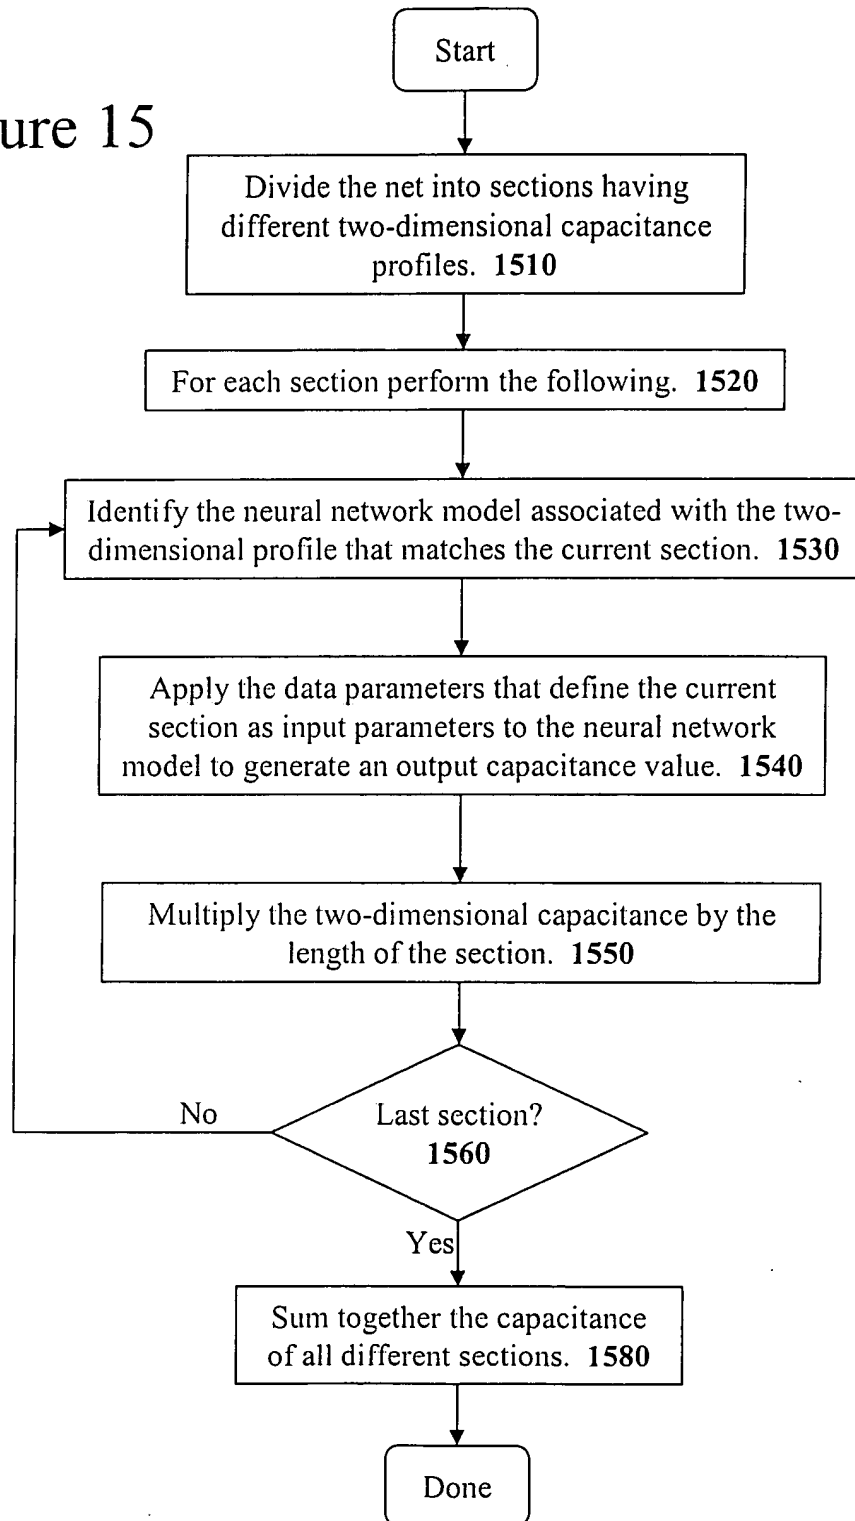 Start
ure 15
Divide the net into sections having
different two-dimensional capacitance
profiles. 1510
For each section perform the following. 1520
Identify the neural network model associated with the two-
dimensional profile that matches the current section. 1530
Apply the data parameters that define the current
section as input parameters to the neural network
model to generate an output capacitance value. 1540
Multiply the two-dimensional capacitance by the
length of the section. 1550
No
Last section?
1560
Yes
Sum together the capacitance
of all different sections. 1580
Done